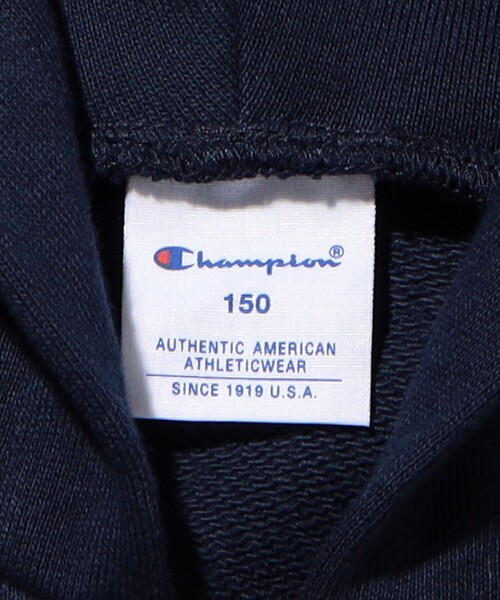 Champion®
150
AUTHENTIC AMERICAN
ATHLETICWEAR
SINCE 1919 U.S.A.